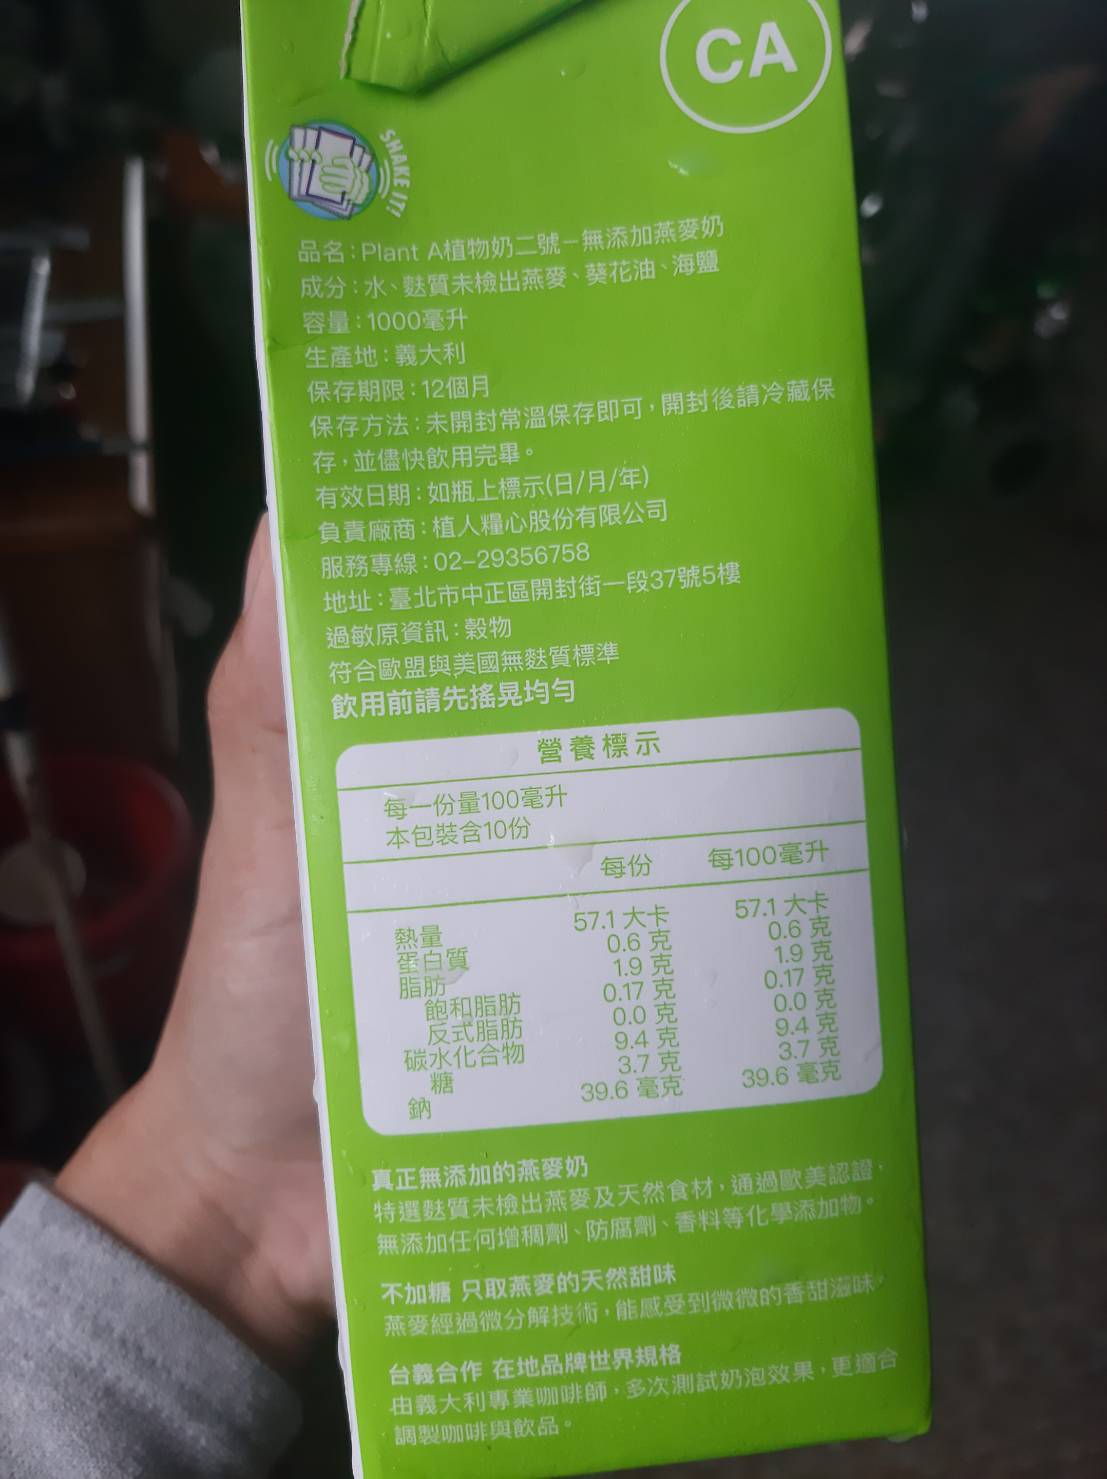 CA
SHAKE IT!
品名：Plant A植物奶二號－無添加燕麥奶
成分：水、麩質未檢出燕麥、葵花油、海鹽
容量：1000毫升
生產地：義大利
保存期限：12個月
保存方法：未開封常溫保存即可，開封後請冷藏保
存，並儘快飲用完畢。
有效日期：如瓶上標示(日/月/年)
負責廠商：植人糧心股份有限公司
服務專線：02-29356758
地址：臺北市中正區開封街一段37號5樓
過敏原資訊：穀物
符合歐盟與美國無麩質標準
飲用前請先搖晃均勻
營養標示
每一份量100毫升
本包裝含10份
每份 每100毫升
熱量 57.1 大卡 57.1 大卡
蛋白質 0.6 克 0.6 克
脂肪 1.9 克 1.9 克
飽和脂肪 0.17 克 0.17 克
反式脂肪 0.0 克 0.0 克
碳水化合物 9.4 克 9.4 克
糖 3.7 克 3.7 克
鈉 39.6 毫克 39.6 毫克
真正無添加的燕麥奶
特選麩質未檢出燕麥及天然食材，通過歐美認證，
無添加任何增稠劑、防腐劑、香料等化學添加物。
不加糖 只取燕麥的天然甜味
燕麥經過微分解技術，能感受到微微的香甜滋味。
台義合作 在地品牌世界規格
由義大利專業咖啡師，多次測試奶泡效果，更適合
調製咖啡與飲品。